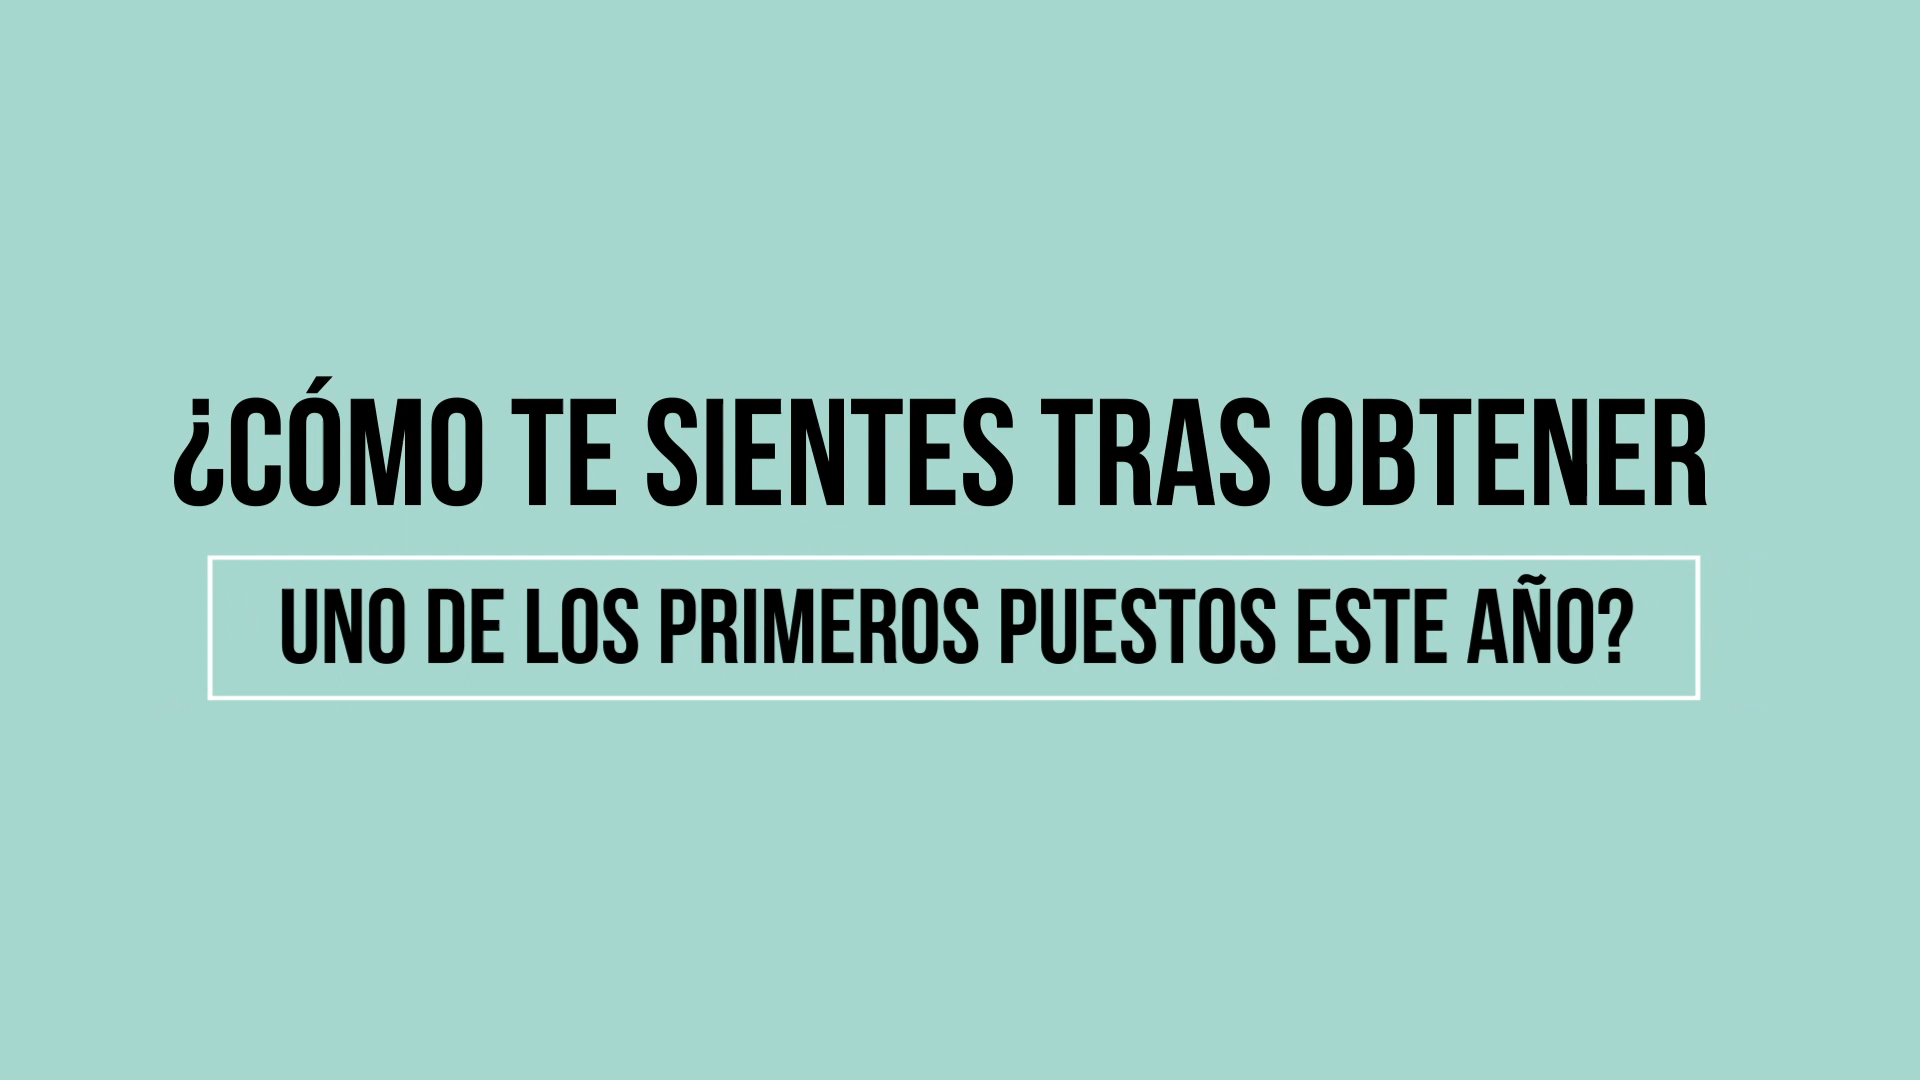 ¿CÓMO TE SIENTES TRAS OBTENER
UNO DE LOS PRIMEROS PUESTOS ESTE AÑO?